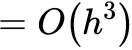 = O(h³)